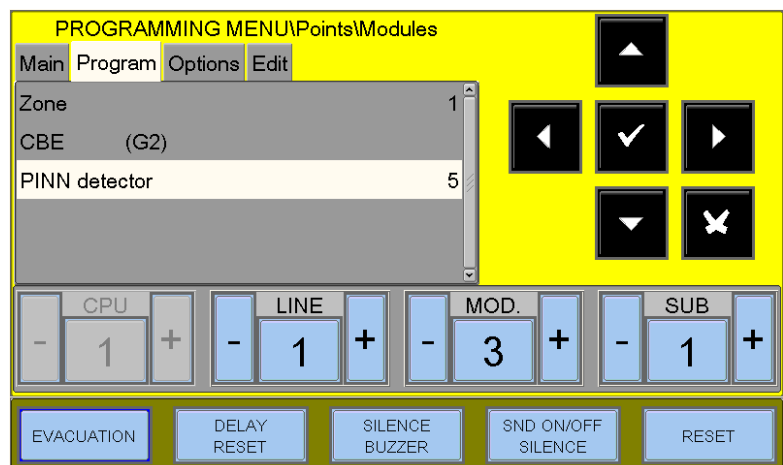 PROGRAMMING MENU\Points\Modules
Main Program Options Edit
Zone 1
CBE (G2)
PINN detector 5
CPU LINE MOD. SUB
- 1 + - 1 + - 3 + - 1 +
EVACUATION DELAY RESET SILENCE BUZZER SND ON/OFF SILENCE RESET